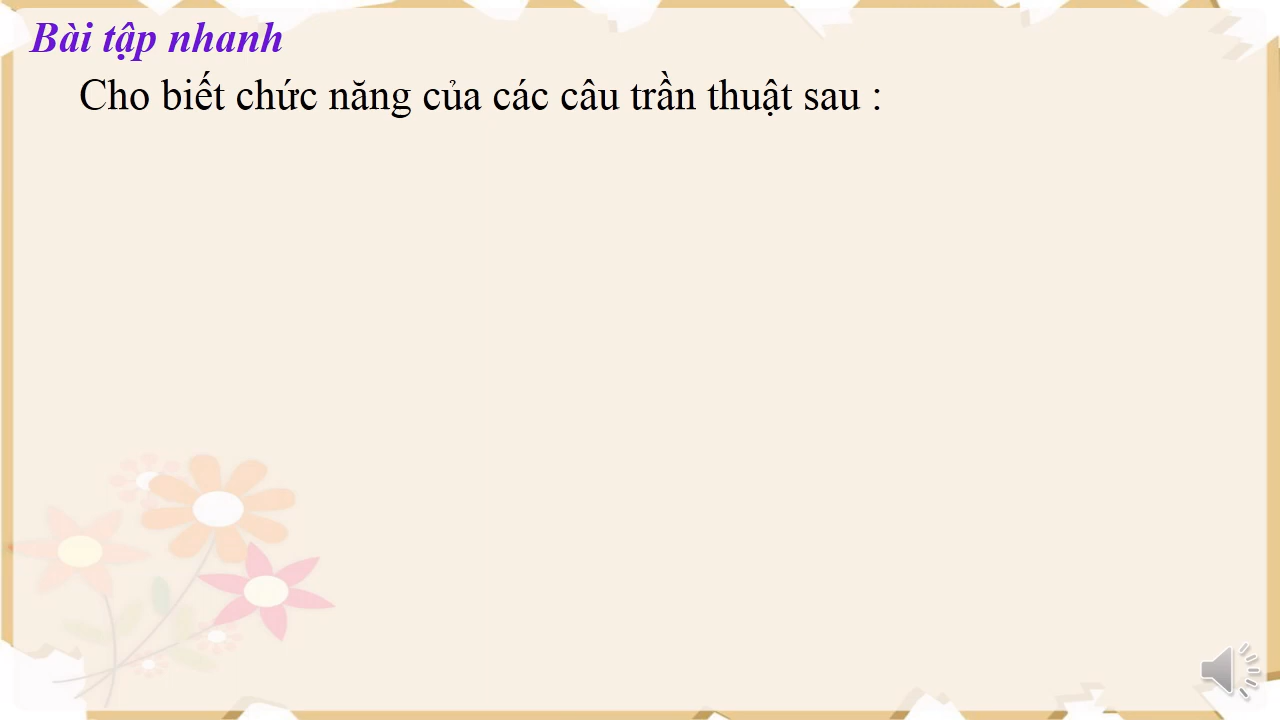 Bài tập nhanh
Cho biết chức năng của các câu trần thuật sau :